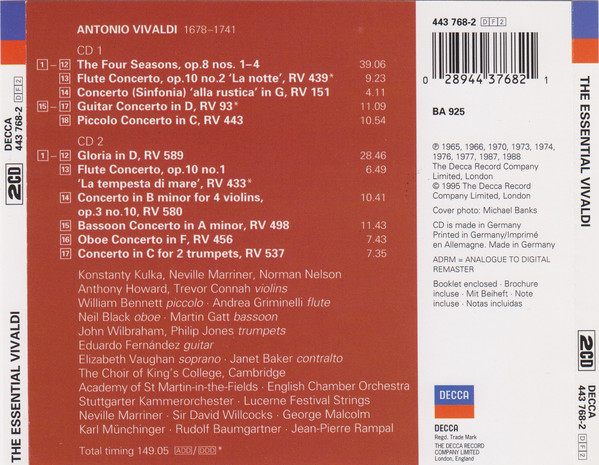 THE ESSENTIAL VIVALDI
2CD
DECCA
443 768-2 DF2
ANTONIO VIVALDI 1678–1741
CD 1
1 – 12 The Four Seasons, op.8 nos. 1–4 39.06
13 Flute Concerto, op.10 no.2 ‘La notte’, RV 439* 9.23
14 Concerto (Sinfonia) ‘alla rustica’ in G, RV 151 4.11
15 – 17 Guitar Concerto in D, RV 93* 11.09
18 Piccolo Concerto in C, RV 443 10.54
CD 2
1 – 12 Gloria in D, RV 589 28.46
13 Flute Concerto, op.10 no.1 6.49
‘La tempesta di mare’, RV 433*
14 Concerto in B minor for 4 violins, 10.41
op.3 no.10, RV 580
15 Bassoon Concerto in A minor, RV 498 11.43
16 Oboe Concerto in F, RV 456 7.43
17 Concerto in C for 2 trumpets, RV 537 7.35
Konstanty Kulka, Neville Marriner, Norman Nelson
Anthony Howard, Trevor Connah violins
William Bennett piccolo · Andrea Griminelli flute
Neil Black oboe · Martin Gatt bassoon
John Wilbraham, Philip Jones trumpets
Eduardo Fernández guitar
Elizabeth Vaughan soprano · Janet Baker contralto
The Choir of King's College, Cambridge
Academy of St Martin-in-the-Fields · English Chamber Orchestra
Stuttgarter Kammerorchester · Lucerne Festival Strings
Neville Marriner · Sir David Willcocks · George Malcolm
Karl Münchinger · Rudolf Baumgartner · Jean-Pierre Rampal
Total timing 149.05 ADD/DDD*
443 768-2 DF2
0 28944 37682 1
BA 925
℗ 1965, 1966, 1970, 1973, 1974,
1976, 1977, 1987, 1988
The Decca Record Company
Limited, London
© 1995 The Decca Record
Company Limited, London
Cover photo: Michael Banks
CD is made in Germany
Printed in Germany/Imprimé
en Allemagne. Made in Germany
ADRM = ANALOGUE TO DIGITAL
REMASTER
Booklet enclosed · Brochure
incluse · Mit Beiheft · Note
incluse · Notas incluidas
DECCA
DECCA
Regd. Trade Mark
THE DECCA RECORD
COMPANY LIMITED
LONDON, England
THE ESSENTIAL VIVALDI
2CD
DECCA
443 768-2 DF2